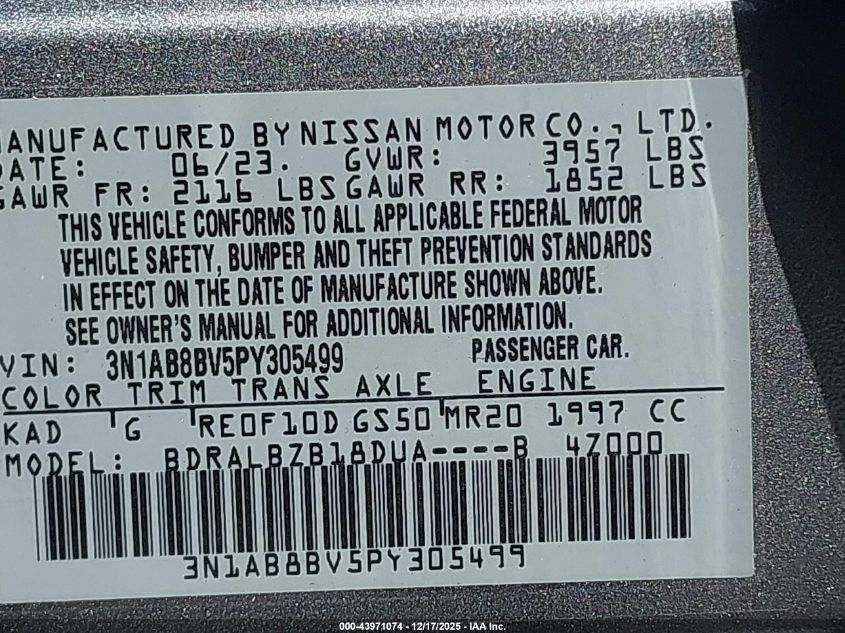 MANUFACTURED BY NISSAN MOTOR CO., LTD.
DATE: 06/23. GVWR: 3957 LBS
GAWR FR: 2116 LBS GAWR RR: 1852 LBS
THIS VEHICLE CONFORMS TO ALL APPLICABLE FEDERAL MOTOR
VEHICLE SAFETY, BUMPER AND THEFT PREVENTION STANDARDS
IN EFFECT ON THE DATE OF MANUFACTURE SHOWN ABOVE.
SEE OWNER'S MANUAL FOR ADDITIONAL INFORMATION.
VIN: 3N1AB8BV5PY305499 PASSENGER CAR.
COLOR TRIM TRANS AXLE ENGINE
KAD G RE0F10D GS50 MR20 1997 CC
MODEL: BDRALBZB18DUA----B 4Z000
3N1AB8BV5PY305499
000-43971074 - 12/17/2025 - IAA Inc.